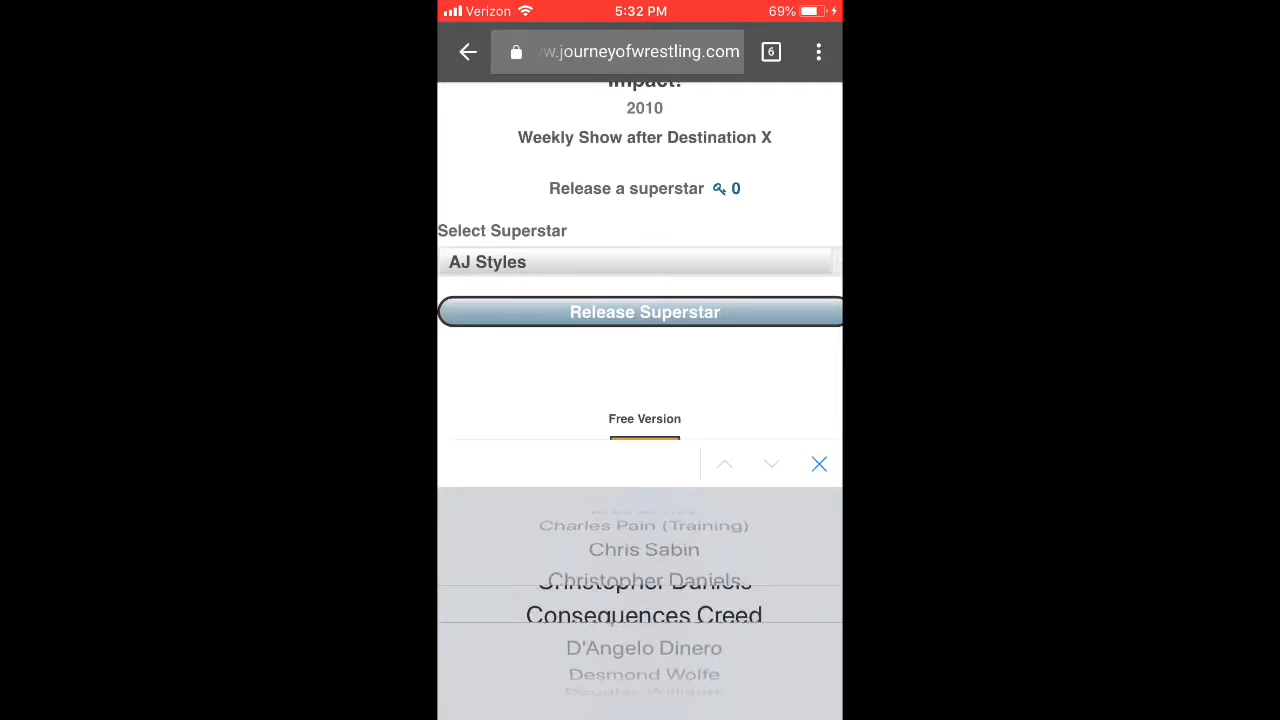 Verizon 5:32 PM 69%
w.journeyofwrestling.com 6
Impact!
2010
Weekly Show after Destination X
Release a superstar 0
Select Superstar
AJ Styles
Release Superstar
Free Version
Charles Pain (Training)
Chris Sabin
Christopher Daniels
Consequences Creed
D'Angelo Dinero
Desmond Wolfe
Douglas Williams